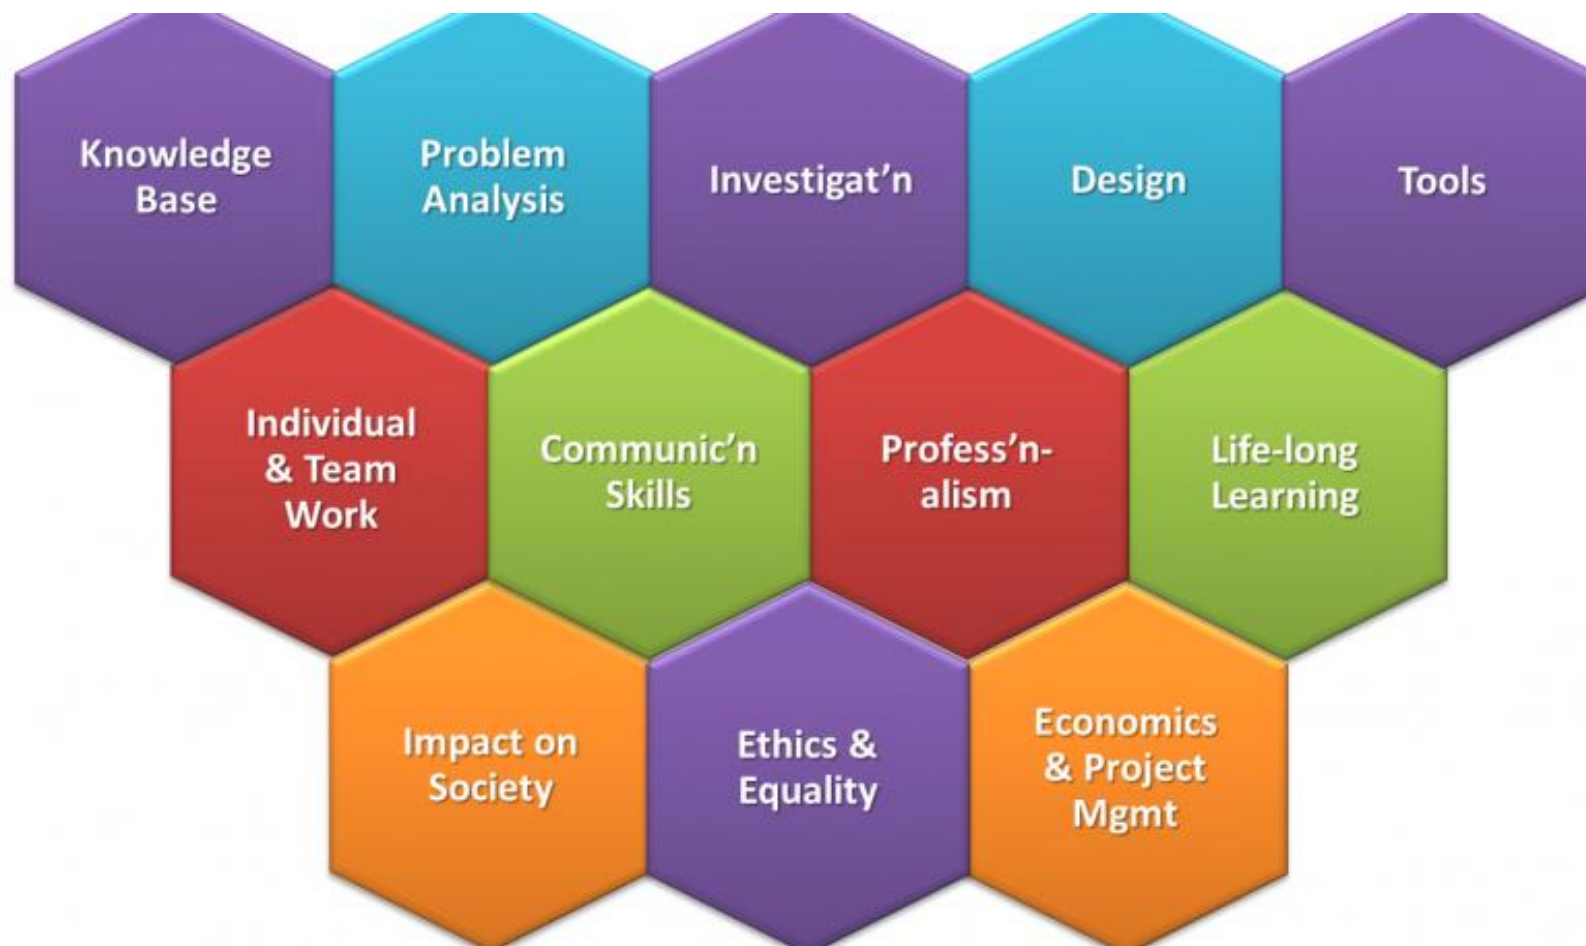 Knowledge
Base
Problem
Analysis
Investigat’n
Design
Tools
Individual
& Team
Work
Communic’n
Skills
Profess’n-
alism
Life-long
Learning
Impact on
Society
Ethics &
Equality
Economics
& Project
Mgmt